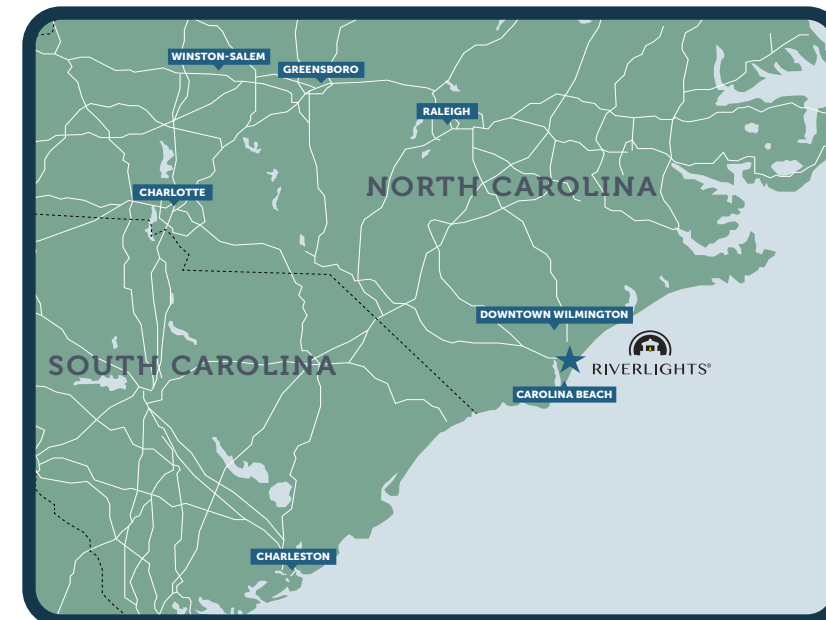 WINSTON-SALEM
GREENSBORO
RALEIGH
CHARLOTTE
NORTH CAROLINA
DOWNTOWN WILMINGTON
SOUTH CAROLINA
RIVERLIGHTS®
CAROLINA BEACH
CHARLESTON